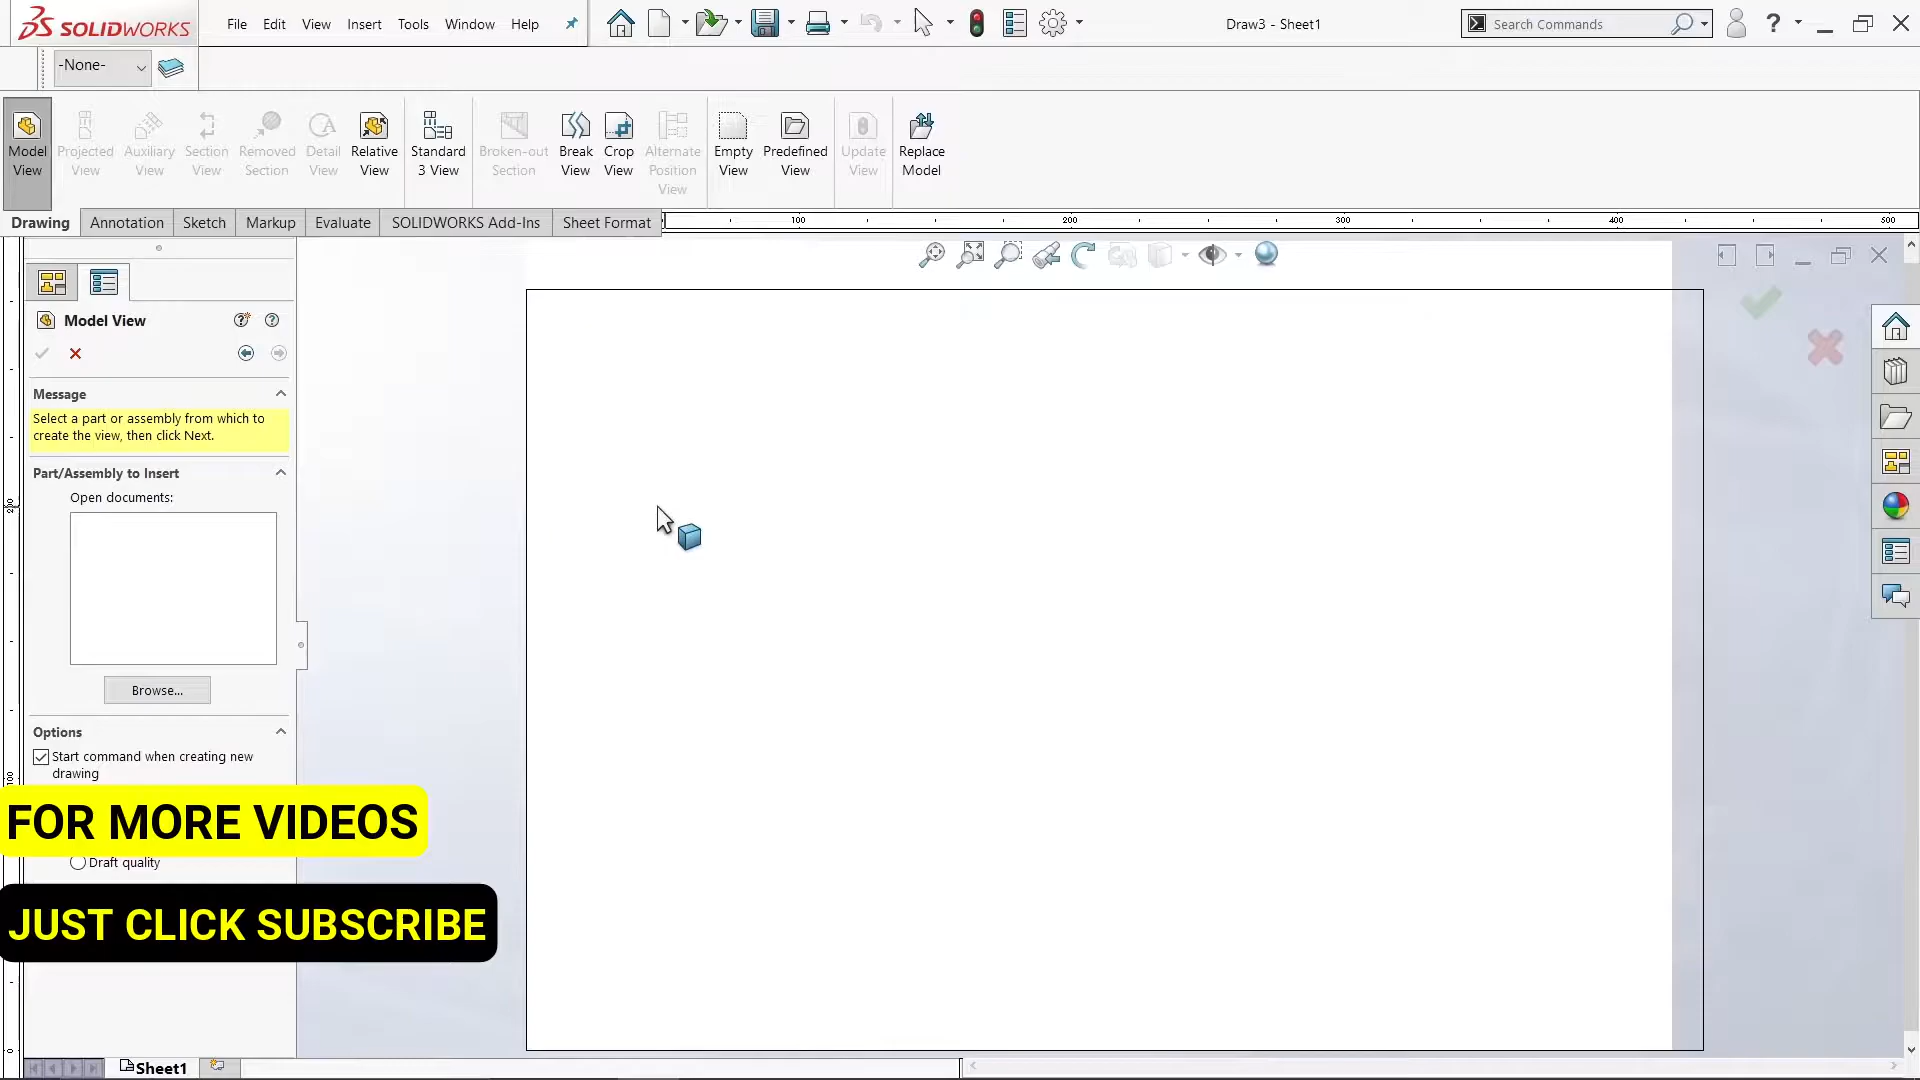 SOLIDWORKS
File Edit View Insert Tools Window Help
Draw3 - Sheet1
Search Commands
?
-None-
Model View
Projected View
Auxiliary View
Section View
Removed Section
Detail View
Relative View
Standard 3 View
Broken-out Section
Break View
Crop View
Alternate Position View
Empty View
Predefined View
Update View
Replace Model
Drawing Annotation Sketch Markup Evaluate SOLIDWORKS Add-Ins Sheet Format
100 200 300 400 500
Model View
Message
Select a part or assembly from which to
create the view, then click Next.
Part/Assembly to Insert
Open documents:
Browse...
Options
Start command when creating new
drawing
FOR MORE VIDEOS
Draft quality
JUST CLICK SUBSCRIBE
200
100
0
Sheet1